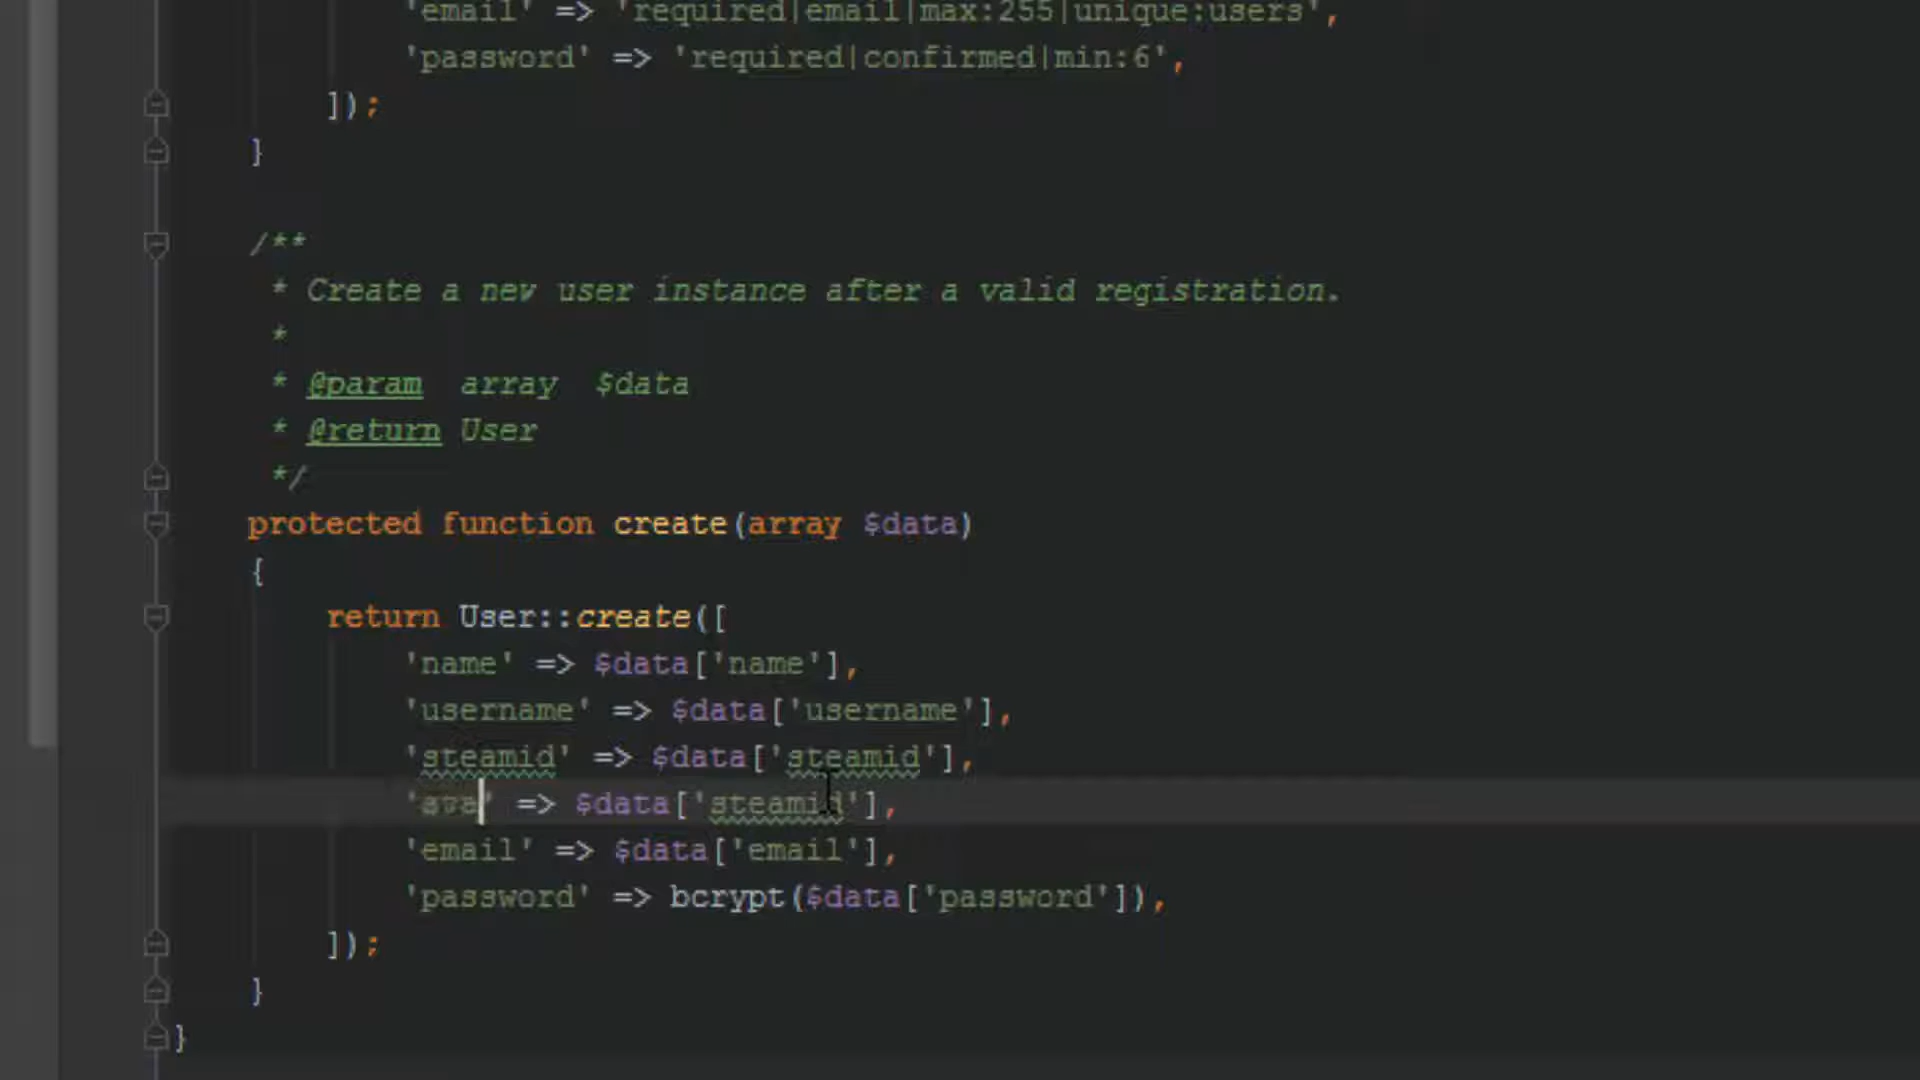 'email' => 'required|email|max:255|unique:users',
'password' => 'required|confirmed|min:6',
]);
}
/**
* Create a new user instance after a valid registration.
*
* @param  array  $data
* @return User
*/
protected function create(array $data)
{
return User::create([
'name' => $data['name'],
'username' => $data['username'],
'steamid' => $data['steamid'],
'ava' => $data['steamid'],
'email' => $data['email'],
'password' => bcrypt($data['password']),
]);
}
}